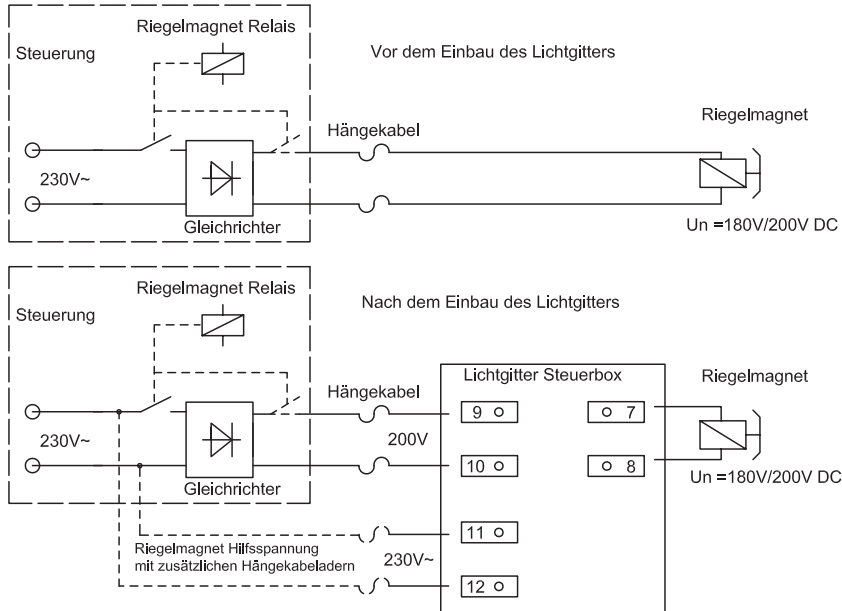 Riegelmagnet Relais
Steuerung
Vor dem Einbau des Lichtgitters
Hängekabel
Riegelmagnet
230V~
Gleichrichter
Un =180V/200V DC
Riegelmagnet Relais
Nach dem Einbau des Lichtgitters
Steuerung
Lichtgitter Steuerbox
Riegelmagnet
Hängekabel
9
7
230V~
200V
10
8
Un =180V/200V DC
Gleichrichter
11
Riegelmagnet Hilfsspannung
mit zusätzlichen Hängekabeladern
230V~
12